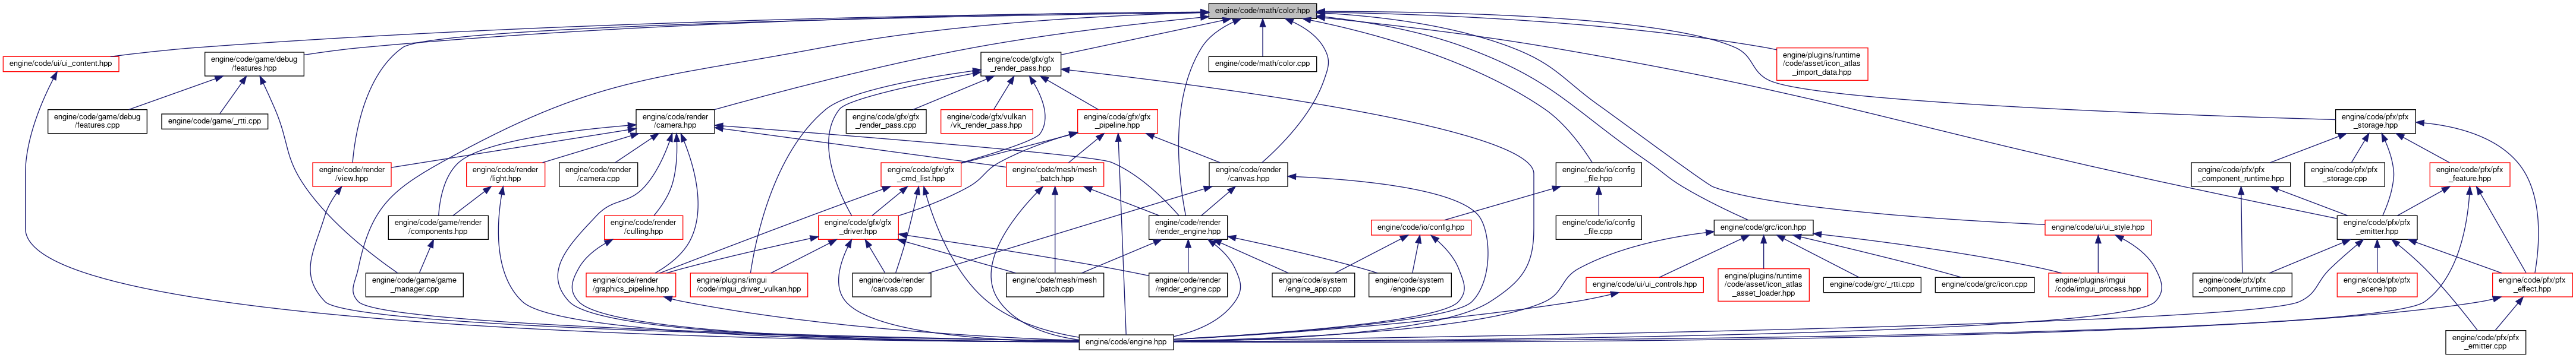 engine/code/math/color.hpp
engine/code/ui/ui_content.hpp
engine/code/game/debug
/features.hpp
engine/code/gfx/gfx
_render_pass.hpp
engine/code/math/color.cpp
engine/plugins/runtime
/code/asset/icon_atlas
_import_data.hpp
engine/code/game/debug
/features.cpp
engine/code/game/_rtti.cpp
engine/code/render
/camera.hpp
engine/code/gfx/gfx
_render_pass.cpp
engine/code/gfx/vulkan
/vk_render_pass.hpp
engine/code/gfx/gfx
_pipeline.hpp
engine/code/pfx/pfx
_storage.hpp
engine/code/render
/view.hpp
engine/code/render
/light.hpp
engine/code/render
/camera.cpp
engine/code/gfx/gfx
_cmd_list.hpp
engine/code/mesh/mesh
_batch.hpp
engine/code/render
/canvas.hpp
engine/code/io/config
_file.hpp
engine/code/pfx/pfx
_component_runtime.hpp
engine/code/pfx/pfx
_storage.cpp
engine/code/pfx/pfx
_feature.hpp
engine/code/game/render
/components.hpp
engine/code/render
/culling.hpp
engine/code/gfx/gfx
_driver.hpp
engine/code/render
/render_engine.hpp
engine/code/io/config.hpp
engine/code/io/config
_file.cpp
engine/code/grc/icon.hpp
engine/code/ui/ui_style.hpp
engine/code/pfx/pfx
_emitter.hpp
engine/code/game/game
_manager.cpp
engine/code/render
/graphics_pipeline.hpp
engine/plugins/imgui
/code/imgui_driver_vulkan.hpp
engine/code/render
/canvas.cpp
engine/code/mesh/mesh
_batch.cpp
engine/code/render
/render_engine.cpp
engine/code/system
/engine_app.cpp
engine/code/system
/engine.cpp
engine/code/ui/ui_controls.hpp
engine/plugins/runtime
/code/asset/icon_atlas
_asset_loader.hpp
engine/code/grc/_rtti.cpp
engine/code/grc/icon.cpp
engine/plugins/imgui
/code/imgui_process.hpp
engine/code/pfx/pfx
_component_runtime.cpp
engine/code/pfx/pfx
_scene.hpp
engine/code/pfx/pfx
_effect.hpp
engine/code/engine.hpp
engine/code/pfx/pfx
_emitter.cpp